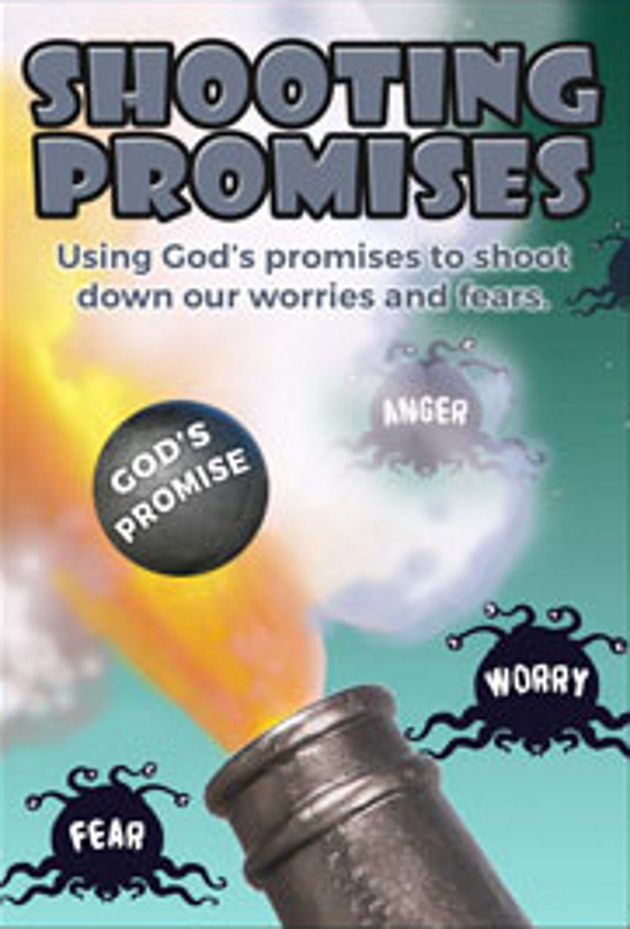 SHOOTING
PROMISES
Using God's promises to shoot
down our worries and fears.
ANGER
GOD'S
PROMISE
WORRY
FEAR